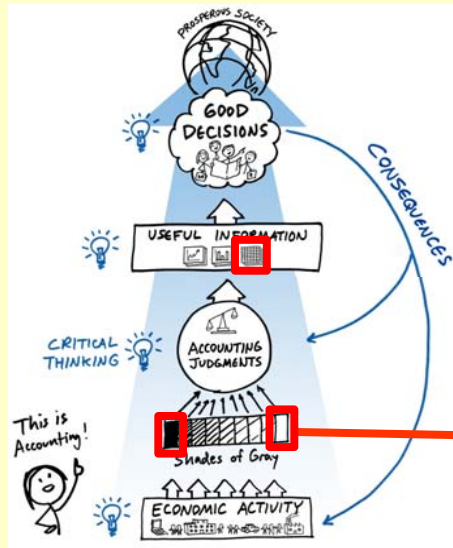 PROSPEROUS SOCIETY
GOOD
DECISIONS
CONSEQUENCES
USEFUL INFORMATION
CRITICAL
THINKING
ACCOUNTING
JUDGMENTS
This is
Accounting!
Shades of Gray
ECONOMIC ACTIVITY